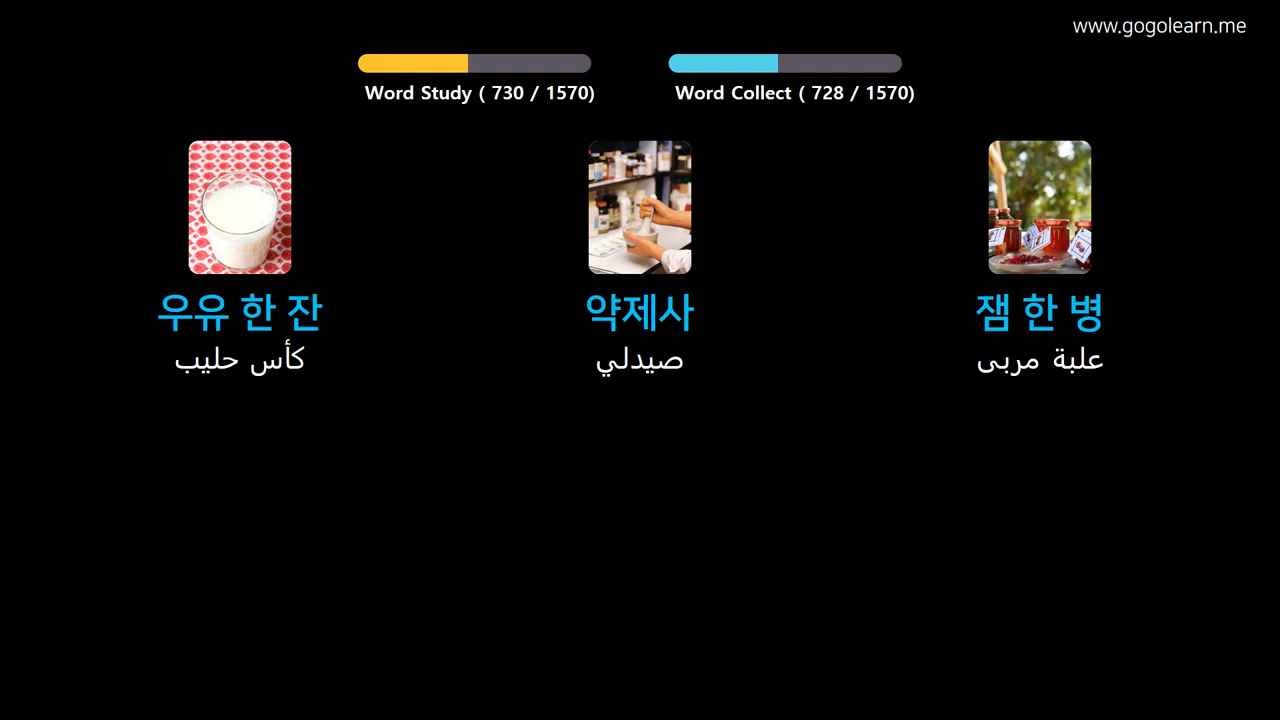 www.gogolearn.me
Word Study ( 730 / 1570)
Word Collect ( 728 / 1570)
우유 한 잔
약제사
잼 한 병
كأس حليب
صيدلي
علبة مربى